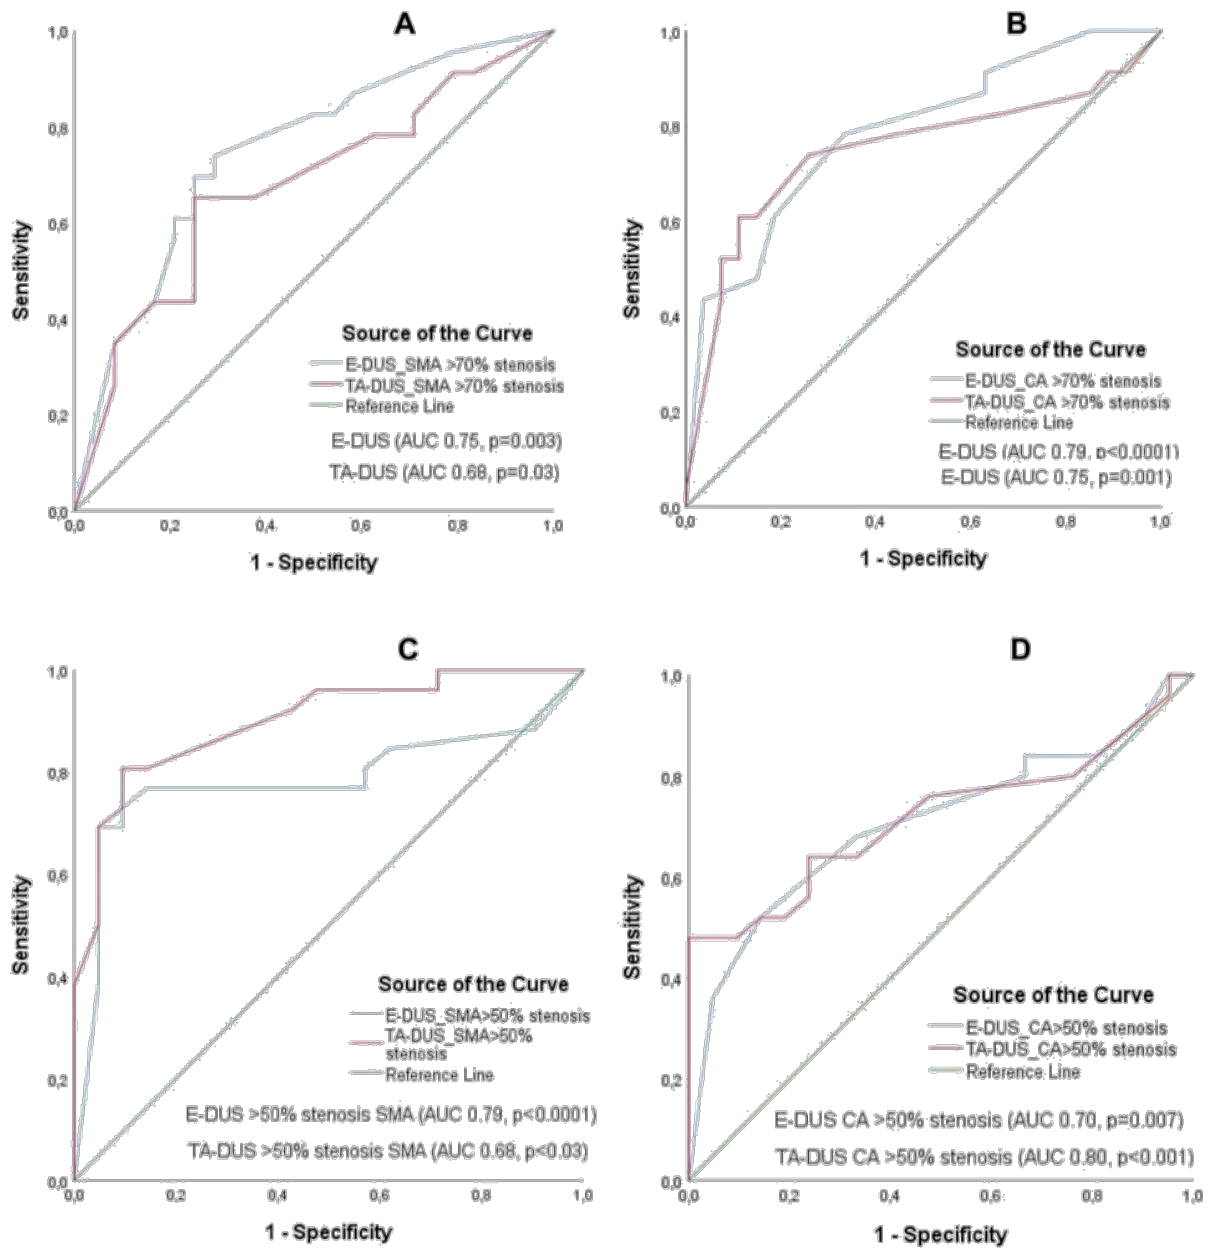 A
1,0
0,8
0,6
0,4
0,2
0,0
Sensitivity
Source of the Curve
E-DUS_SMA >70% stenosis
TA-DUS_SMA >70% stenosis
Reference Line
E-DUS (AUC 0.75, p=0.003)
TA-DUS (AUC 0.68, p=0.03)
0,0 0,2 0,4 0,6 0,8 1,0
1 - Specificity
B
1,0
0,8
0,6
0,4
0,2
0,0
Sensitivity
Source of the Curve
E-DUS_CA >70% stenosis
TA-DUS_CA >70% stenosis
Reference Line
E-DUS (AUC 0.79, p<0.0001)
E-DUS (AUC 0.75, p=0.001)
0,0 0,2 0,4 0,6 0,8 1,0
1 - Specificity
C
1,0
0,8
0,6
0,4
0,2
0,0
Sensitivity
Source of the Curve
E-DUS_SMA>50% stenosis
TA-DUS_SMA>50%
stenosis
Reference Line
E-DUS >50% stenosis SMA (AUC 0.79, p<0.0001)
TA-DUS >50% stenosis SMA (AUC 0.68, p<0.03)
0,0 0,2 0,4 0,6 0,8 1,0
1 - Specificity
D
1,0
0,8
0,6
0,4
0,2
0,0
Sensitivity
Source of the Curve
E-DUS_CA>50% stenosis
TA-DUS_CA>50% stenosis
Reference Line
E-DUS CA >50% stenosis (AUC 0.70, p=0.007)
TA-DUS CA >50% stenosis (AUC 0.80, p<0.001)
0,0 0,2 0,4 0,6 0,8 1,0
1 - Specificity